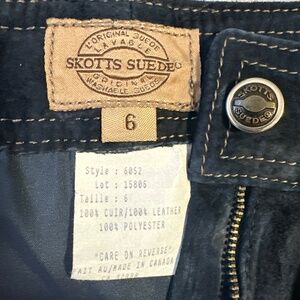 L'ORIGINAL SUEDE
LAVABLE
SKOTTS SUEDE
ORIGINAL
WASHABLE SUEDE
6
SKOTTS
SUEDE
Style : 6052
Lot : 15806
Taille : 6
100% CUIR/100% LEATHER
100% POLYESTER
"CARE ON REVERSE"
FAIT AU/MADE IN CANADA